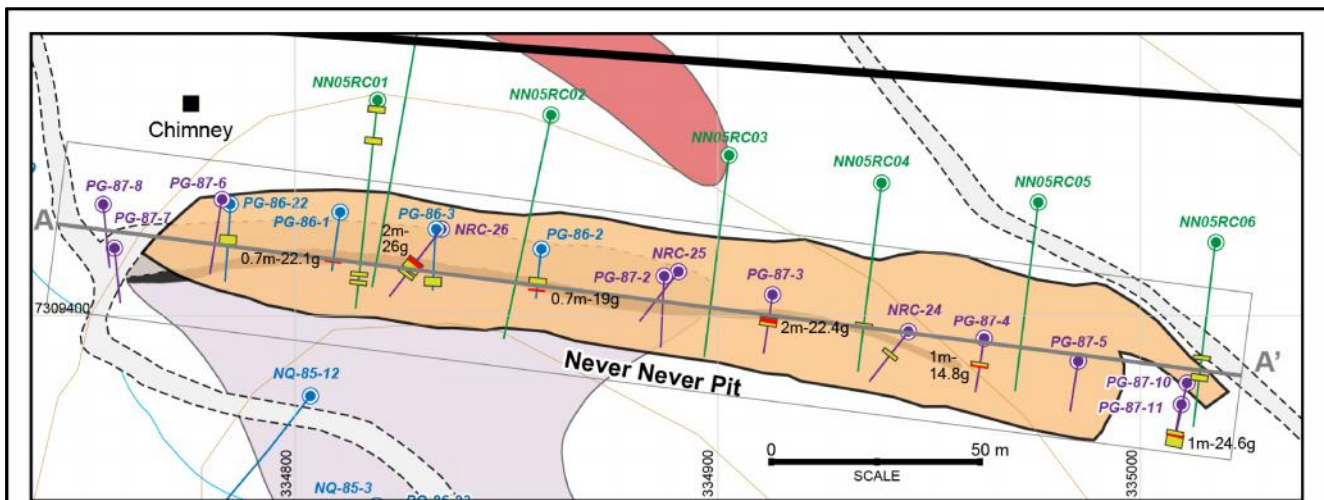 NN05RC01
NN05RC02
Chimney
NN05RC03
NN05RC04
PG-87-8
PG-87-6
NN05RC05
PG-86-22
PG-87-7
PG-86-1
PG-86-3
A
NRC-26
NN05RC06
2m-
26g
PG-86-2
NRC-25
0.7m-22.1g
PG-87-2
PG-87-3
0.7m-19g
7309400
2m-22.4g
NRC-24
PG-87-4
PG-87-5
1m-
14.8g
A'
Never Never Pit
NQ-85-12
PG-87-10
PG-87-11
1m-24.6g
0
50 m
SCALE
334800
334900
335000
NQ-85-3